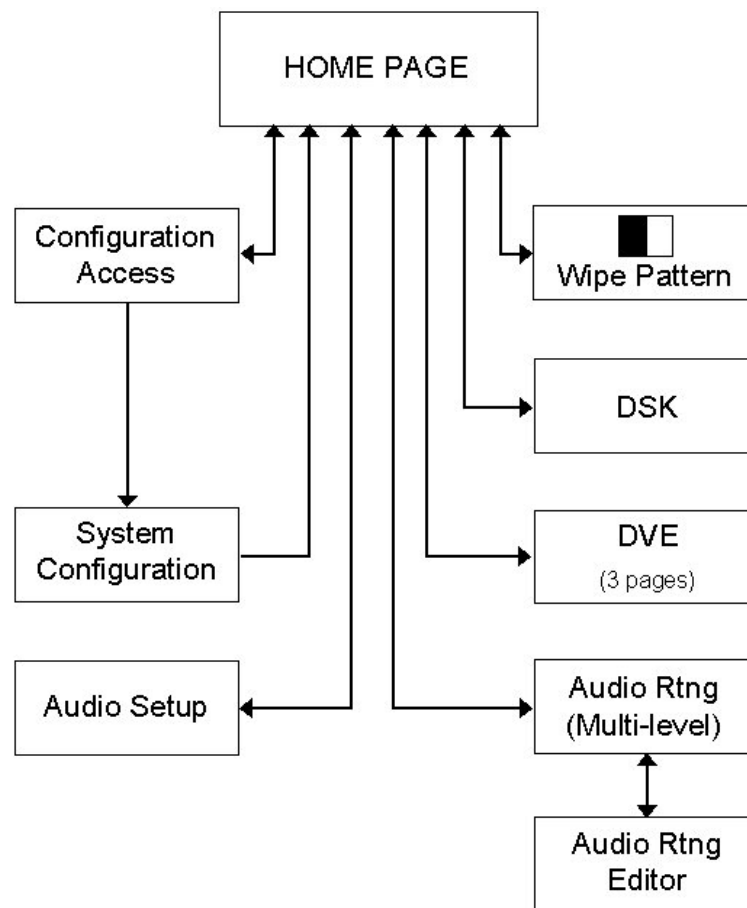 HOME PAGE
Configuration
Access
Wipe Pattern
DSK
System
Configuration
DVE
(3 pages)
Audio Setup
Audio Rtng
(Multi-level)
Audio Rtng
Editor